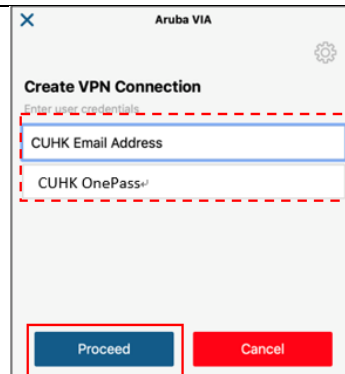 Aruba VIA
Create VPN Connection
Enter user credentials
CUHK Email Address
CUHK OnePass↵
Proceed
Cancel